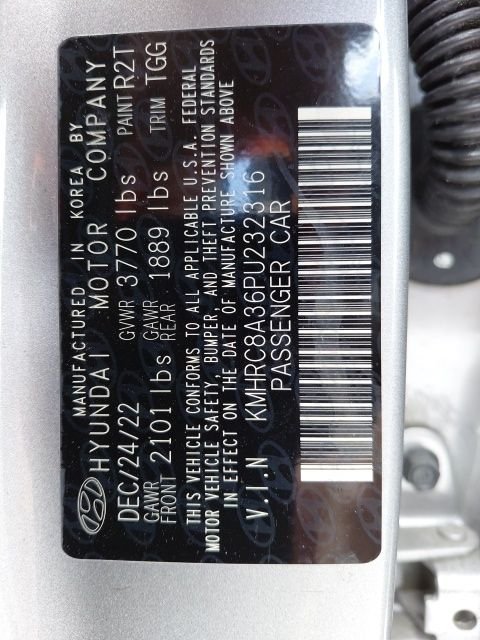 MANUFACTURED IN KOREA BY
HYUNDAI MOTOR COMPANY
DEC/24/22 GVWR 3770 lbs PAINT R2T
GAWR FRONT 2101 lbs GAWR REAR 1889 lbs TRIM TGG
THIS VEHICLE CONFORMS TO ALL APPLICABLE U.S.A. FEDERAL
MOTOR VEHICLE SAFETY, BUMPER, AND THEFT PREVENTION STANDARDS
IN EFFECT ON THE DATE OF MANUFACTURE SHOWN ABOVE
V.I.N KMHRC8A36PU232316
PASSENGER CAR